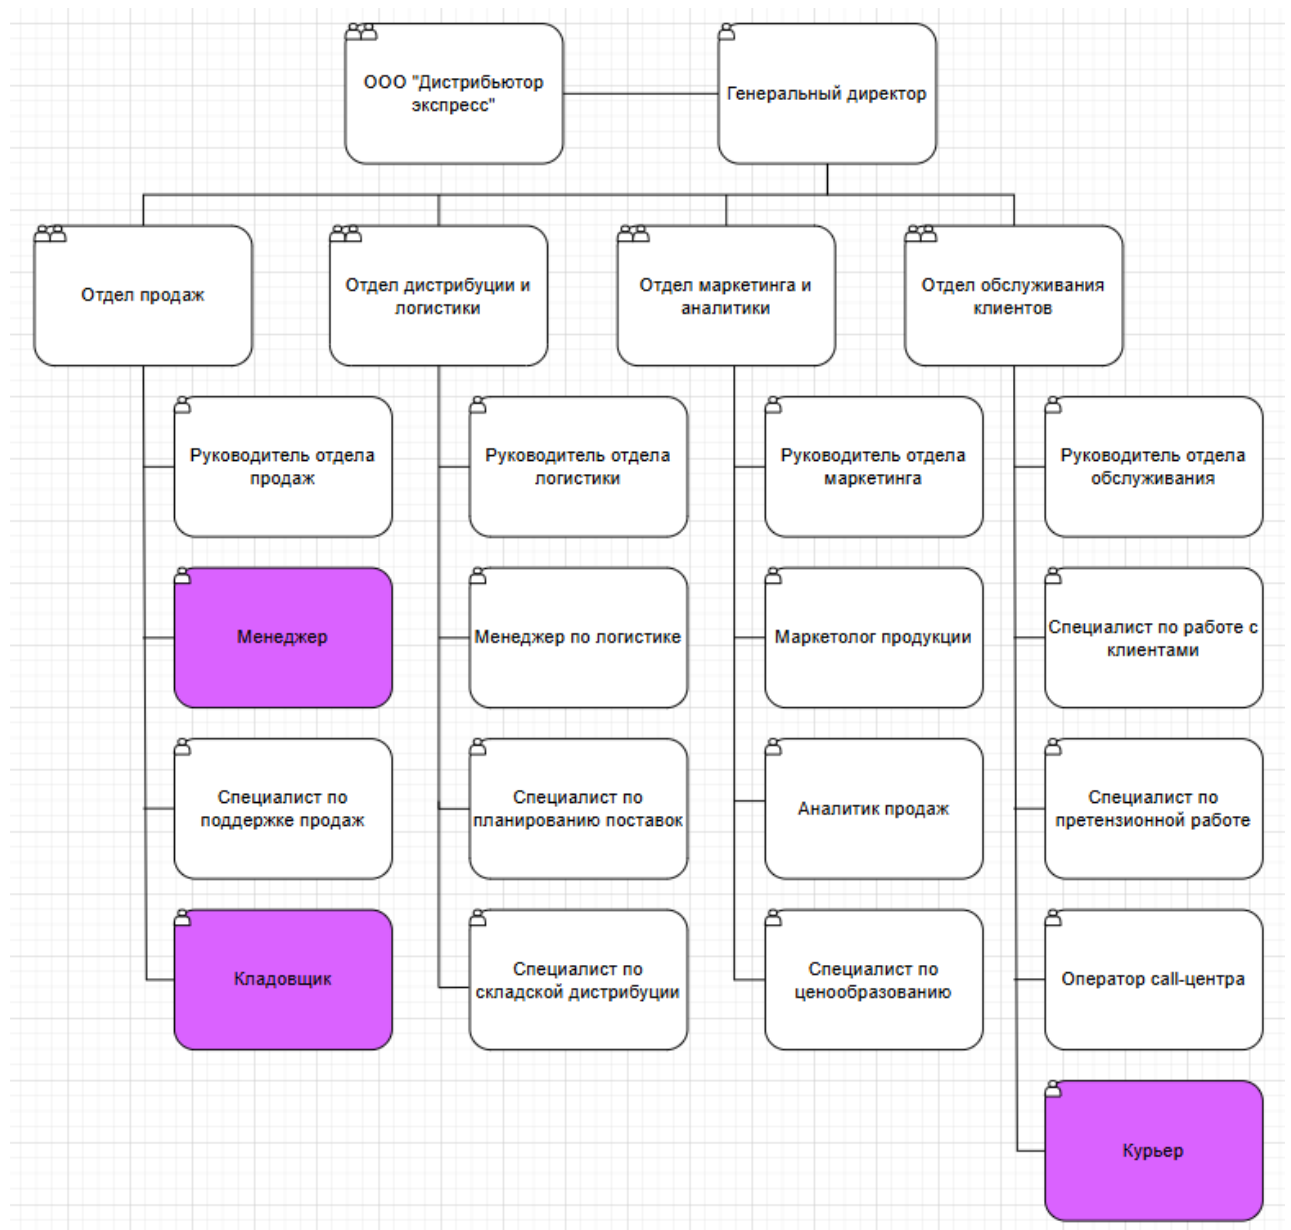 ООО "Дистрибьютор
экспресс"
Генеральный директор
Отдел продаж
Отдел дистрибуции и
логистики
Отдел маркетинга и
аналитики
Отдел обслуживания
клиентов
Руководитель отдела
продаж
Руководитель отдела
логистики
Руководитель отдела
маркетинга
Руководитель отдела
обслуживания
Менеджер
Менеджер по логистике
Маркетолог продукции
Специалист по работе с
клиентами
Специалист по
поддержке продаж
Специалист по
планированию поставок
Аналитик продаж
Специалист по
претензионной работе
Кладовщик
Специалист по
складской дистрибуции
Специалист по
ценообразованию
Оператор call-центра
Курьер